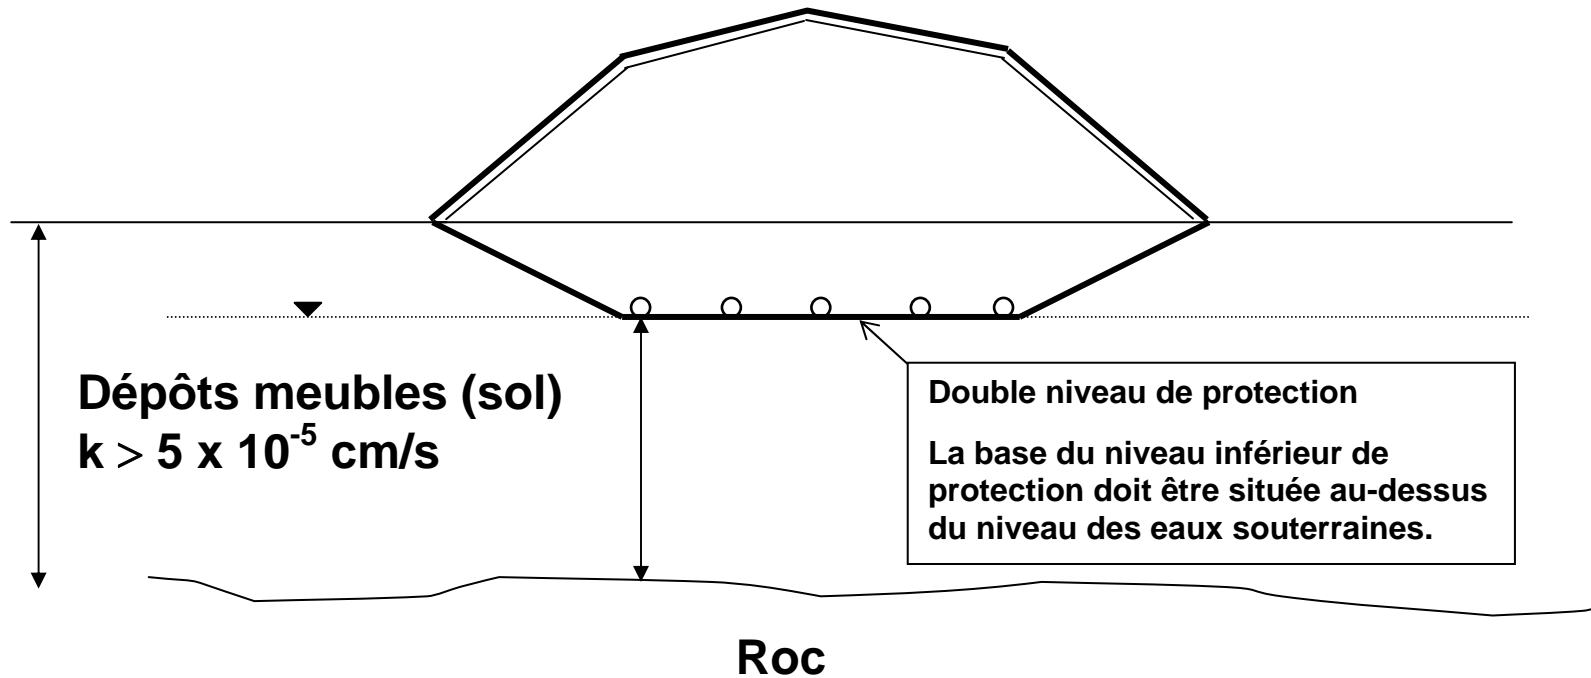 Dépôts meubles (sol)
k > 5 x 10⁻⁵ cm/s
Double niveau de protection
La base du niveau inférieur de
protection doit être située au-dessus
du niveau des eaux souterraines.
Roc